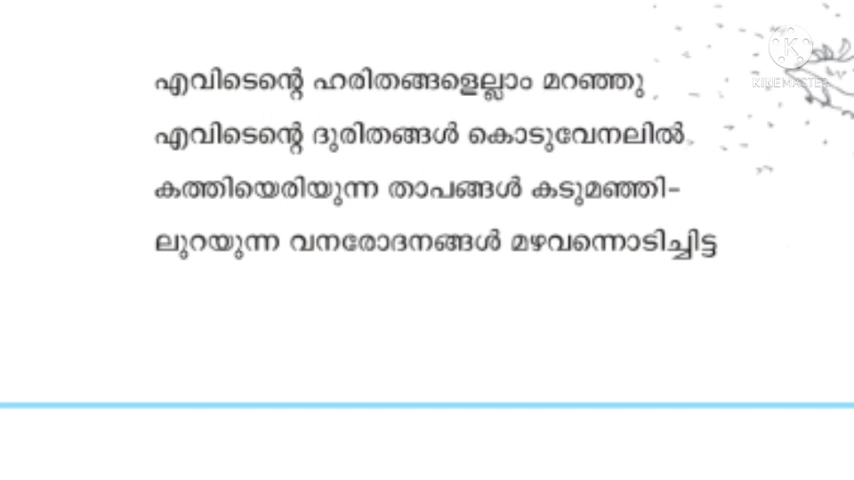 KINEMASTER
എവിടെന്റെ ഹരിതങ്ങളെല്ലാം മറഞ്ഞു
എവിടെന്റെ ദുരിതങ്ങൾ കൊടുവേനലിൽ
കത്തിയെരിയുന്ന താപങ്ങൾ കടുമഞ്ഞി-
ലുറയുന്ന വനരോദനങ്ങൾ മഴവന്നൊടിച്ചിട്ട